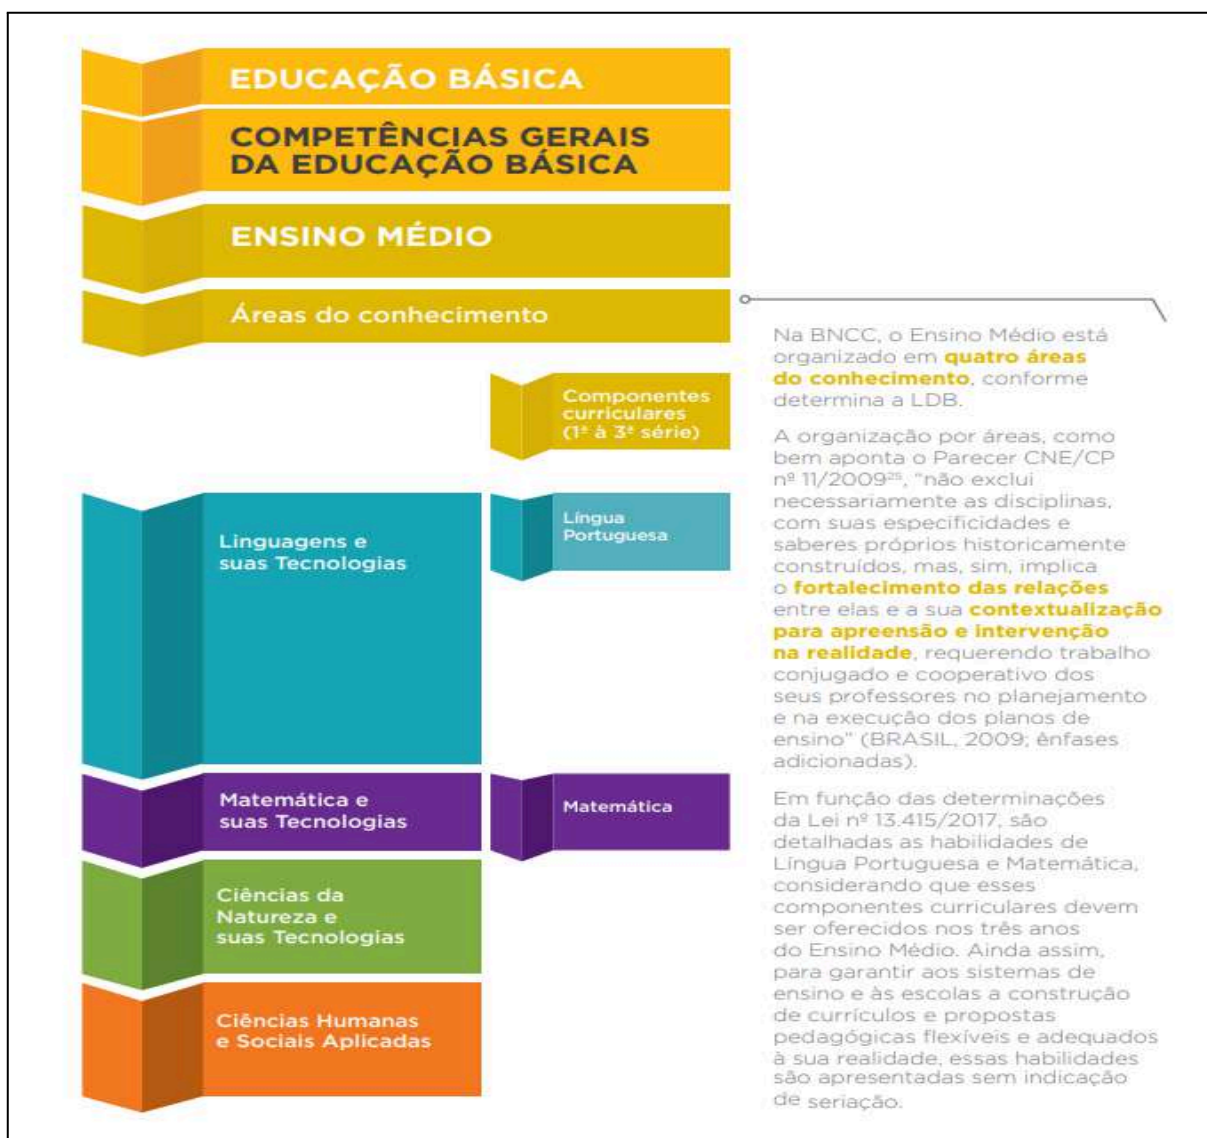 EDUCAÇÃO BÁSICA
COMPETÊNCIAS GERAIS
DA EDUCAÇÃO BÁSICA
ENSINO MÉDIO
Áreas do conhecimento
Componentes
curriculares
(1ª à 3ª série)
Linguagens e
suas Tecnologias
Língua
Portuguesa
Matemática e
suas Tecnologias
Matemática
Ciências da
Natureza e
suas Tecnologias
Ciências Humanas
e Sociais Aplicadas
Na BNCC, o Ensino Médio está
organizado em quatro áreas
do conhecimento, conforme
determina a LDB.
A organização por áreas, como
bem aponta o Parecer CNE/CP
nº 11/2009²⁵, “não exclui
necessariamente as disciplinas,
com suas especificidades e
saberes próprios historicamente
construídos, mas, sim, implica
o fortalecimento das relações
entre elas e a sua contextualização
para apreensão e intervenção
na realidade, requerendo trabalho
conjugado e cooperativo dos
seus professores no planejamento
e na execução dos planos de
ensino” (BRASIL, 2009; ênfases
adicionadas).
Em função das determinações
da Lei nº 13.415/2017, são
detalhadas as habilidades de
Língua Portuguesa e Matemática,
considerando que esses
componentes curriculares devem
ser oferecidos nos três anos
do Ensino Médio. Ainda assim,
para garantir aos sistemas de
ensino e às escolas a construção
de currículos e propostas
pedagógicas flexíveis e adequados
à sua realidade, essas habilidades
são apresentadas sem indicação
de seriação.